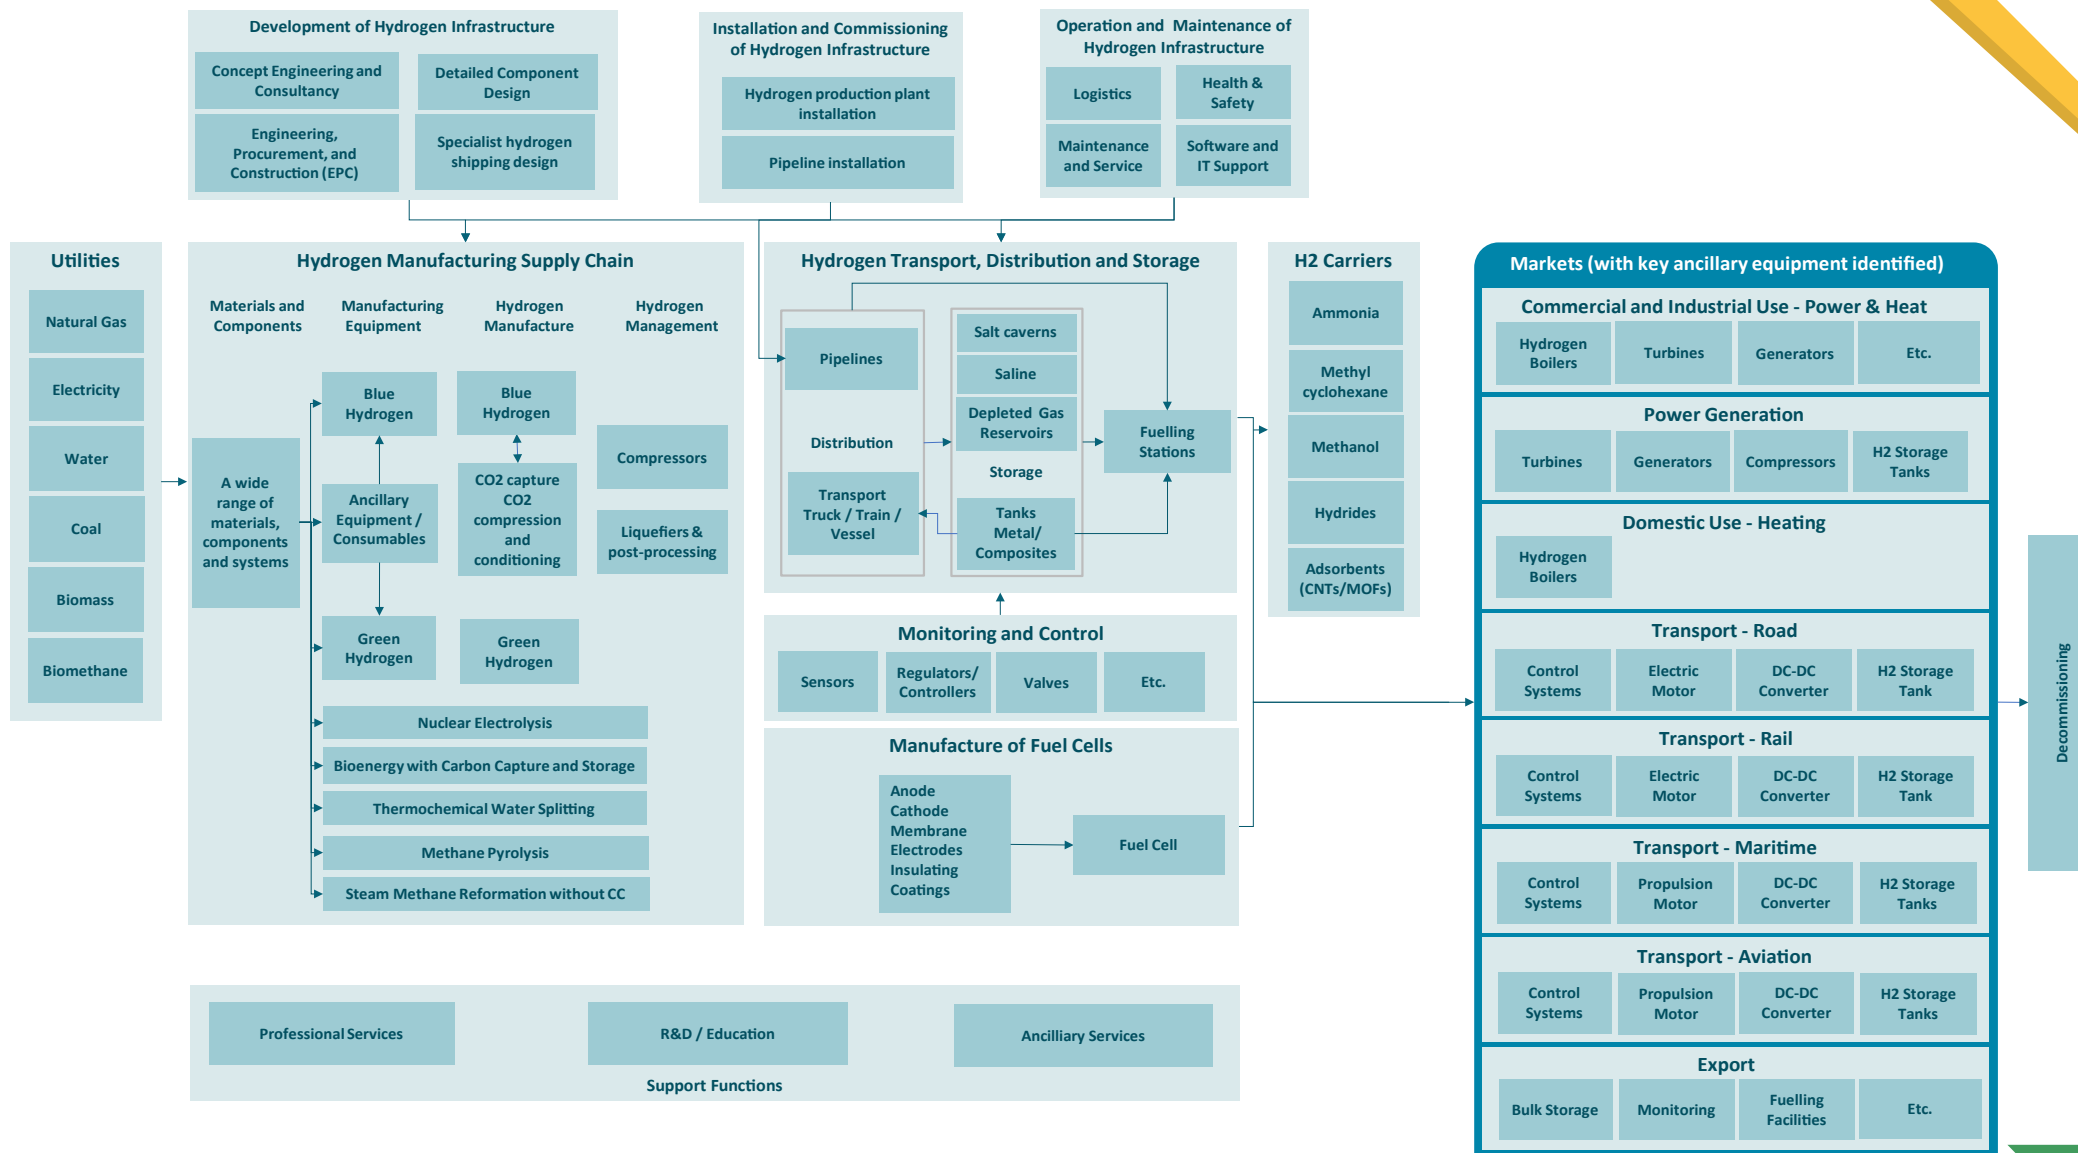 Development of Hydrogen Infrastructure
Concept Engineering and
Consultancy
Detailed Component
Design
Engineering,
Procurement, and
Construction (EPC)
Specialist hydrogen
shipping design
Installation and Commissioning
of Hydrogen Infrastructure
Hydrogen production plant
installation
Pipeline installation
Operation and Maintenance of
Hydrogen Infrastructure
Logistics
Health &
Safety
Maintenance
and Service
Software and
IT Support
Utilities
Natural Gas
Electricity
Water
Coal
Biomass
Biomethane
Hydrogen Manufacturing Supply Chain
Materials and
Components
Manufacturing
Equipment
Hydrogen
Manufacture
Hydrogen
Management
A wide
range of
materials,
components
and systems
Blue
Hydrogen
Ancillary
Equipment /
Consumables
Green
Hydrogen
Blue
Hydrogen
CO2 capture
CO2
compression
and
conditioning
Green
Hydrogen
Compressors
Liquefiers &
post-processing
Nuclear Electrolysis
Bioenergy with Carbon Capture and Storage
Thermochemical Water Splitting
Methane Pyrolysis
Steam Methane Reformation without CC
Hydrogen Transport, Distribution and Storage
Pipelines
Distribution
Transport
Truck / Train /
Vessel
Salt caverns
Saline
Depleted Gas
Reservoirs
Storage
Tanks
Metal/
Composites
Fuelling
Stations
Monitoring and Control
Sensors
Regulators/
Controllers
Valves
Etc.
Manufacture of Fuel Cells
Anode
Cathode
Membrane
Electrodes
Insulating
Coatings
Fuel Cell
H2 Carriers
Ammonia
Methyl
cyclohexane
Methanol
Hydrides
Adsorbents
(CNTs/MOFs)
Markets (with key ancillary equipment identified)
Commercial and Industrial Use - Power & Heat
Hydrogen
Boilers
Turbines
Generators
Etc.
Power Generation
Turbines
Generators
Compressors
H2 Storage
Tanks
Domestic Use - Heating
Hydrogen
Boilers
Transport - Road
Control
Systems
Electric
Motor
DC-DC
Converter
H2 Storage
Tank
Transport - Rail
Control
Systems
Electric
Motor
DC-DC
Converter
H2 Storage
Tank
Transport - Maritime
Control
Systems
Propulsion
Motor
DC-DC
Converter
H2 Storage
Tanks
Transport - Aviation
Control
Systems
Propulsion
Motor
DC-DC
Converter
H2 Storage
Tanks
Export
Bulk Storage
Monitoring
Fuelling
Facilities
Etc.
Decommissioning
Professional Services
R&D / Education
Ancilliary Services
Support Functions